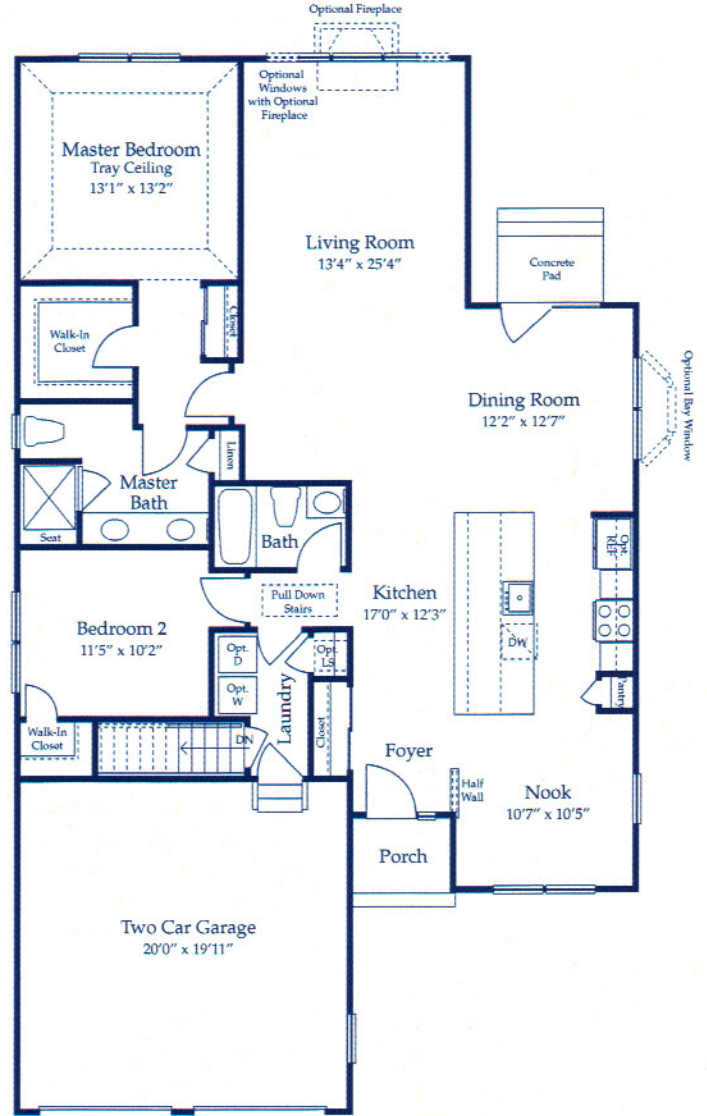 Optional Fireplace
Optional
Windows
with Optional
Fireplace
Master Bedroom
Tray Ceiling
13'1" x 13'2"
Living Room
13'4" x 25'4"
Concrete
Pad
Walk-In
Closet
Closet
Optional Bay Window
Dining Room
12'2" x 12'7"
Linen
Master
Bath
Seat
Bath
Opt.
REF.
Kitchen
17'0" x 12'3"
Pull Down
Stairs
Bedroom 2
11'5" x 10'2"
DW
Opt.
D
Opt.
LS
Opt.
W
Laundry
Pantry
Closet
Walk-In
Closet
DN
Foyer
Half
Wall
Nook
10'7" x 10'5"
Porch
Two Car Garage
20'0" x 19'11"